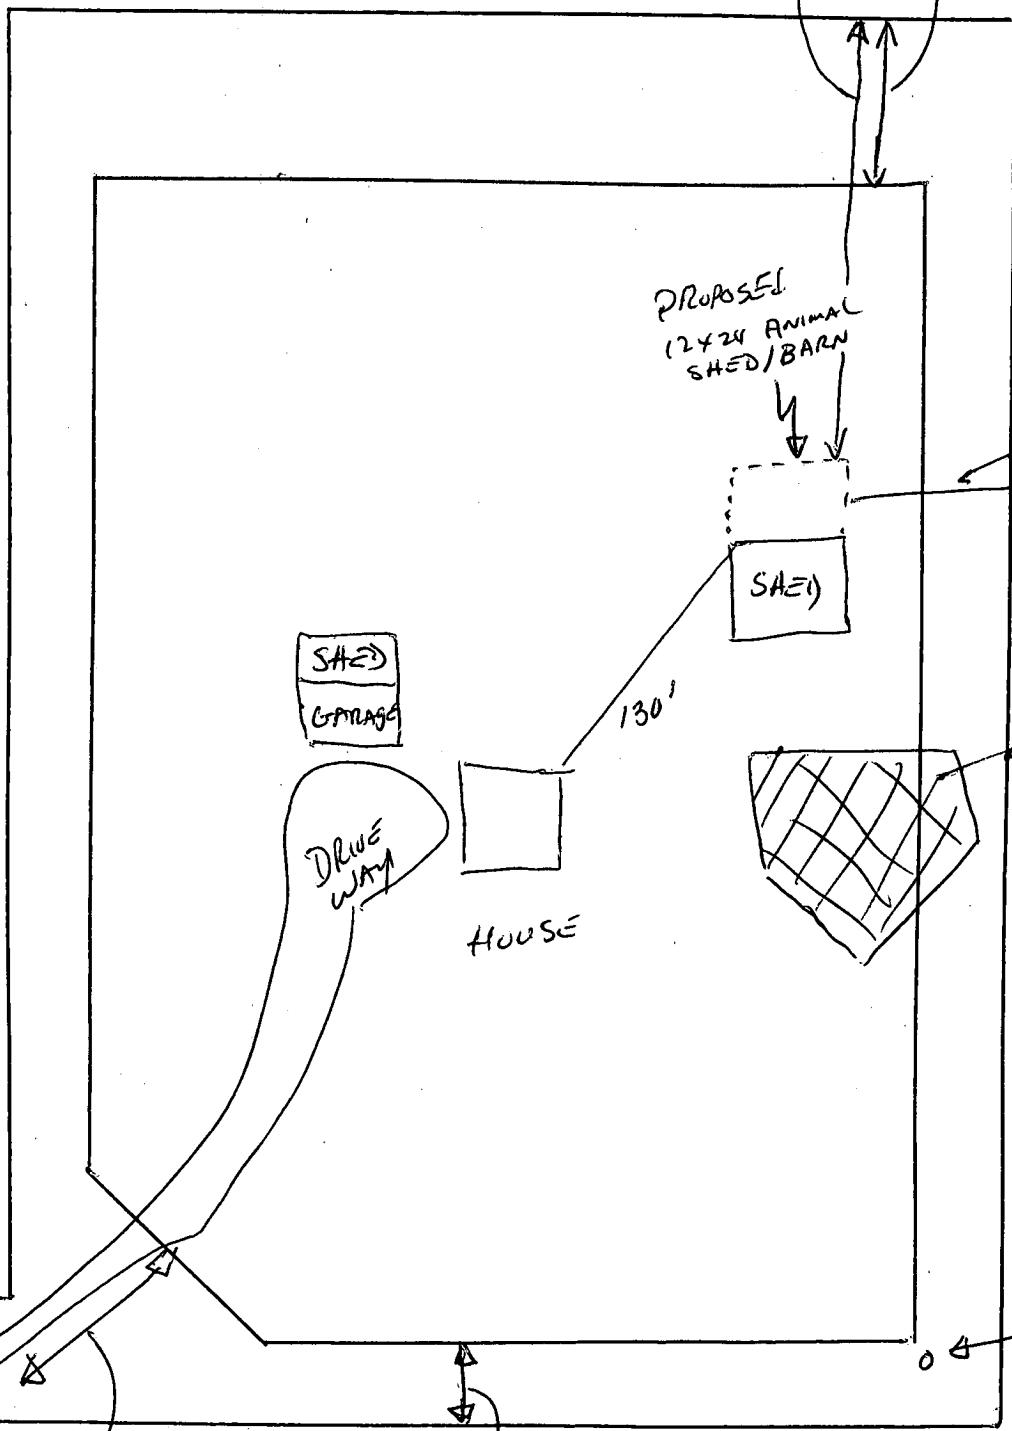 PROPOSED
12x24 ANIMAL
SHED/BARN
SHED
SHED
GARAGE
130'
DRIVE
WAY
HOUSE